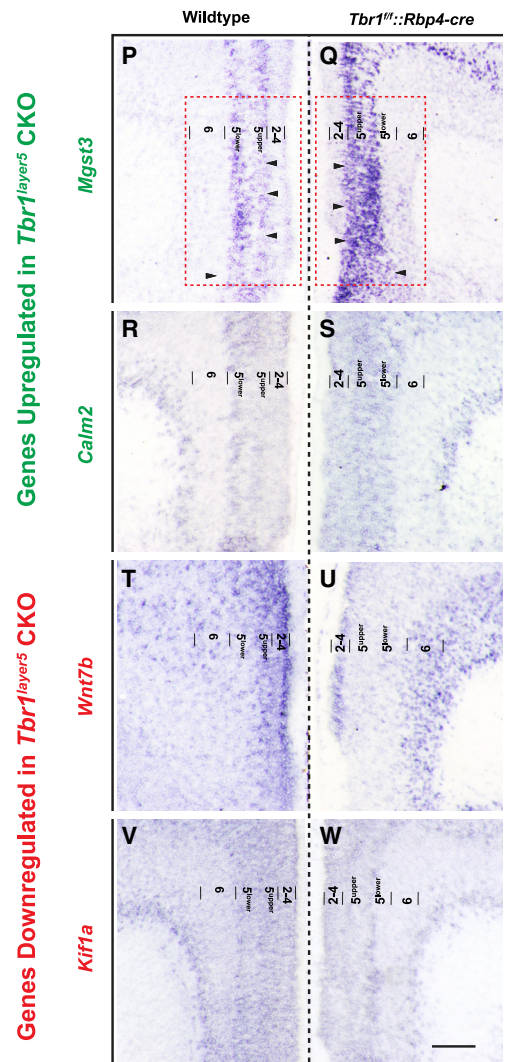 Wildtype
Tbr1f/f::Rbp4-cre
Genes Upregulated in Tbr1layer5 CKO
Mgst3
P
6
5lower
5upper
2-4
Q
2-4
5upper
5lower
6
Calm2
R
6
5lower
5upper
2-4
S
2-4
5upper
5lower
6
Genes Downregulated in Tbr1layer5 CKO
Wnt7b
T
6
5lower
5upper
2-4
U
2-4
5upper
5lower
6
Kif1a
V
6
5lower
5upper
2-4
W
2-4
5upper
5lower
6